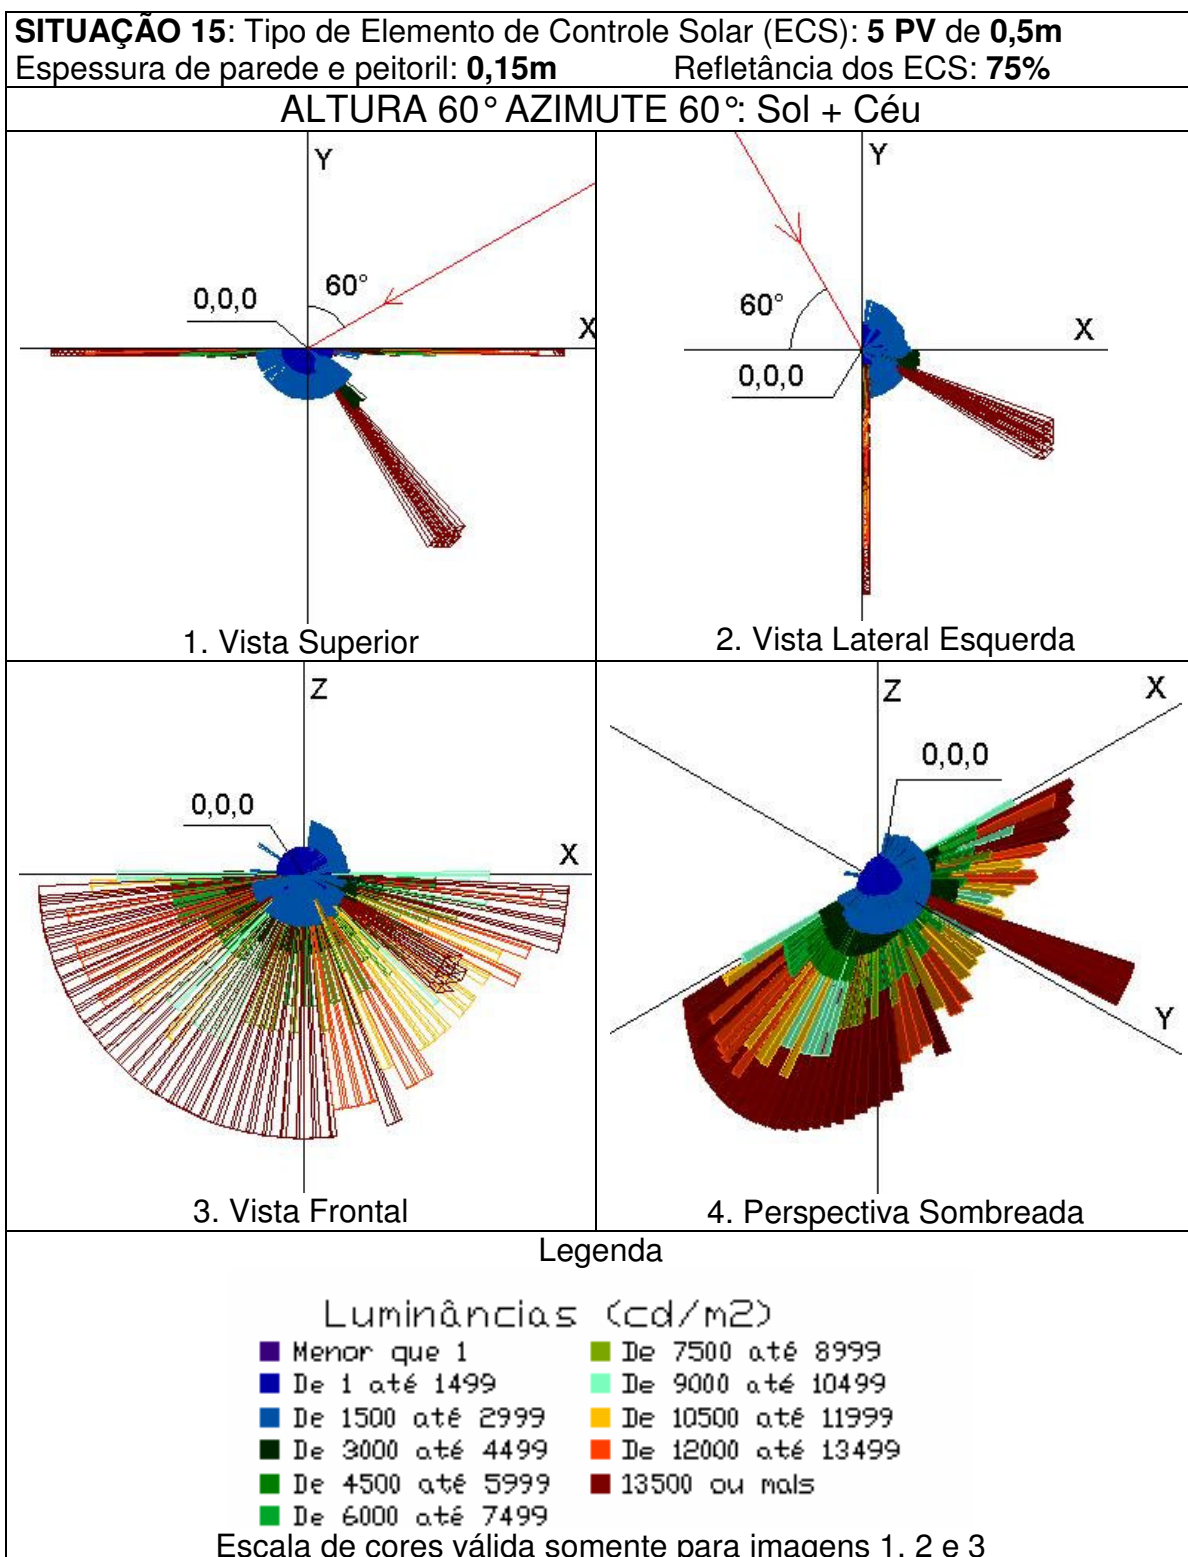 SITUAÇÃO 15: Tipo de Elemento de Controle Solar (ECS): 5 PV de 0,5m
Espessura de parede e peitoril: 0,15m Refletância dos ECS: 75%
ALTURA 60° AZIMUTE 60°: Sol + Céu
Y
60°
0,0,0
X
1. Vista Superior
Y
60°
X
0,0,0
2. Vista Lateral Esquerda
Z
0,0,0
X
3. Vista Frontal
Z
X
0,0,0
Y
4. Perspectiva Sombreada
Legenda
Luminâncias (cd/m2)
Menor que 1
De 1 até 1499
De 1500 até 2999
De 3000 até 4499
De 4500 até 5999
De 6000 até 7499
De 7500 até 8999
De 9000 até 10499
De 10500 até 11999
De 12000 até 13499
13500 ou mais
Escala de cores válida somente para imagens 1, 2 e 3